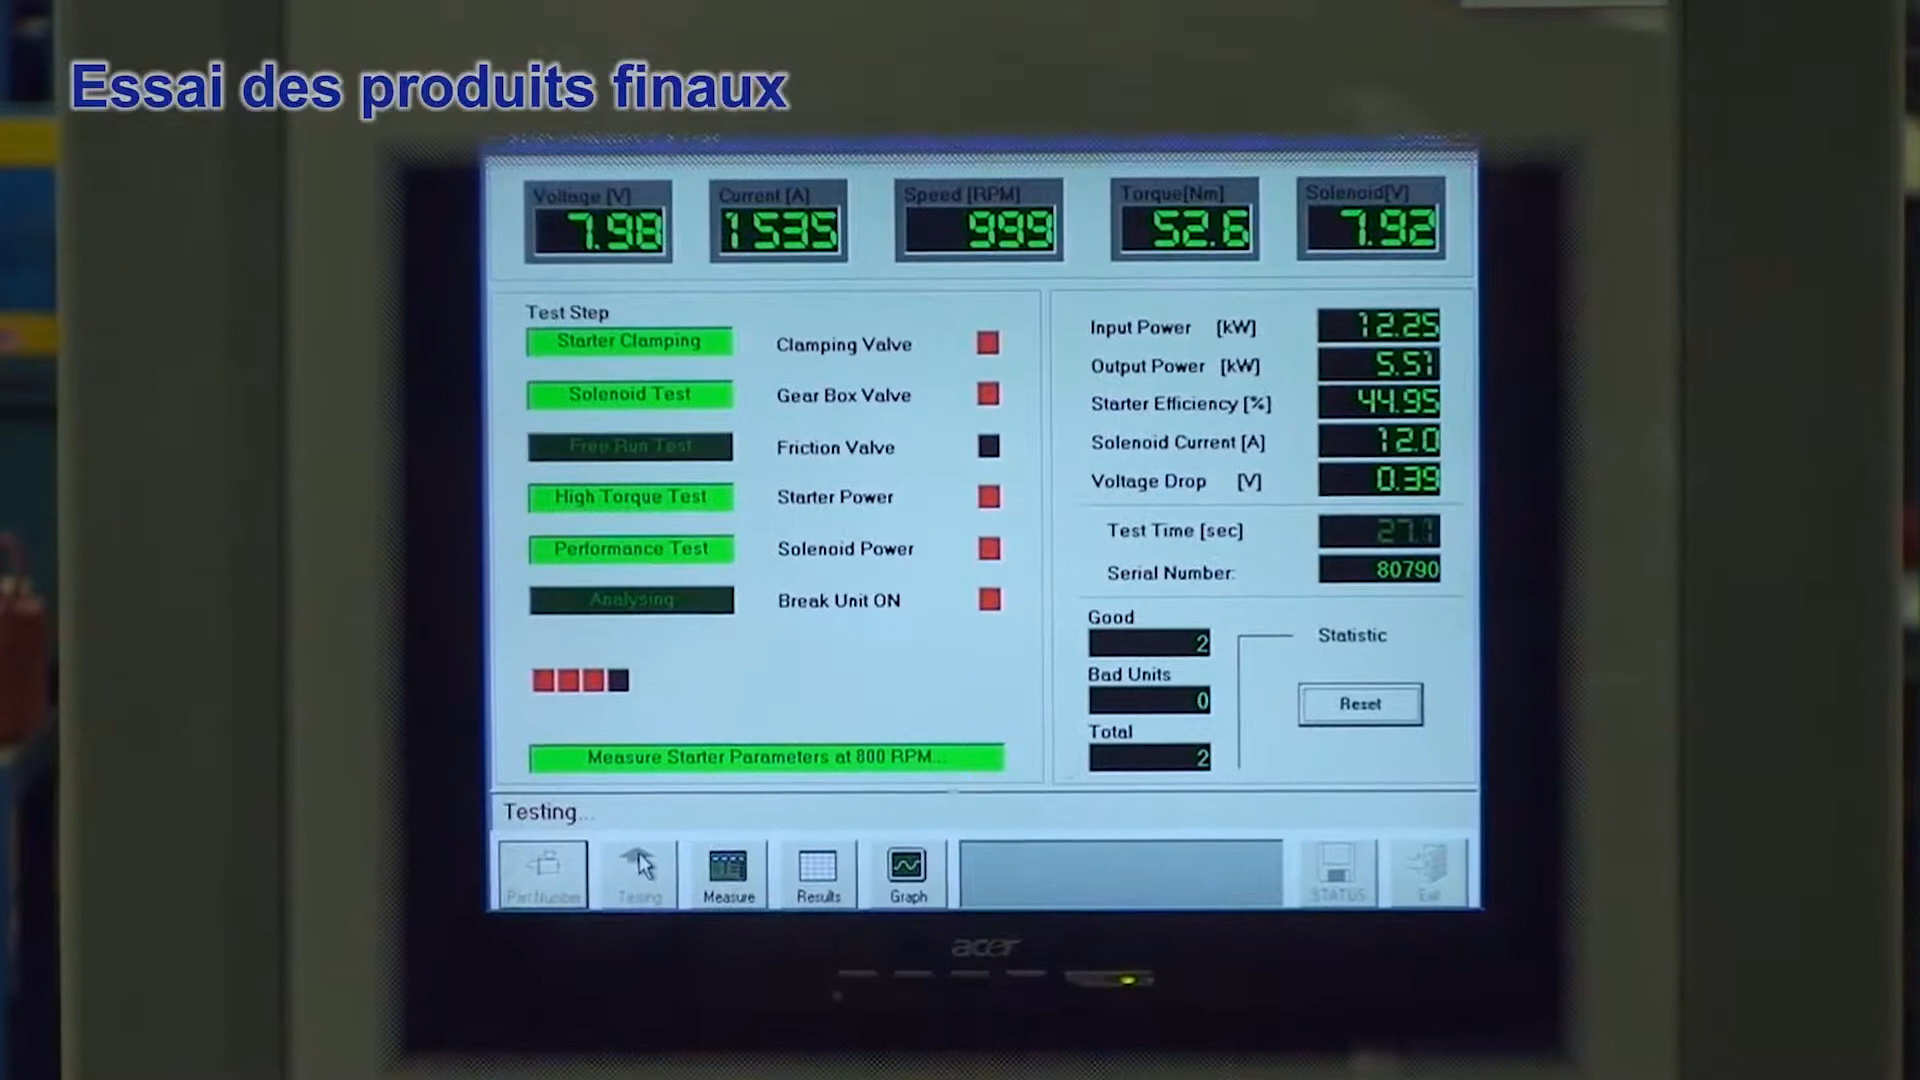 Essai des produits finaux
Voltage [V]
7.98
Current [A]
1535
Speed [RPM]
999
Torque[Nm]
52.6
Solenoid[V]
7.92
Test Step
Starter Clamping
Solenoid Test
Free Run Test
High Torque Test
Performance Test
Analysing
Clamping Valve
Gear Box Valve
Friction Valve
Starter Power
Solenoid Power
Break Unit ON
Measure Starter Parameters at 800 RPM...
Input Power [kW] 12.25
Output Power [kW] 5.51
Starter Efficiency [%] 44.95
Solenoid Current [A] 12.0
Voltage Drop [V] 0.39
Test Time [sec] 27.1
Serial Number: 80790
Good
2
Bad Units
0
Total
2
Statistic
Reset
Testing...
Part Number
Testing
Measure
Results
Graph
STATUS
Exit
acer